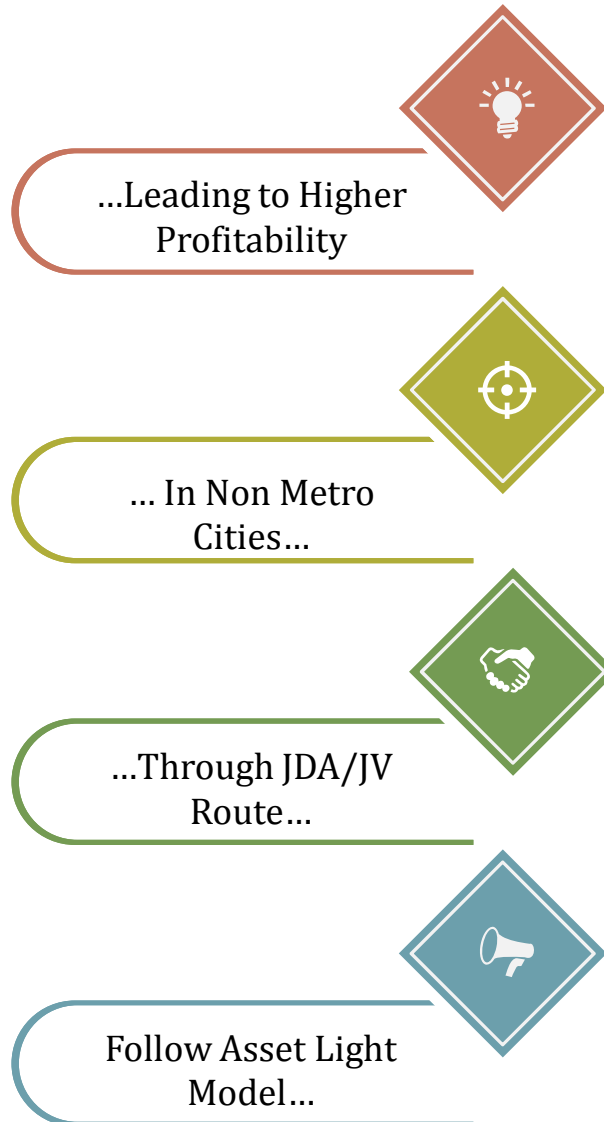 …Leading to Higher
Profitability
… In Non Metro
Cities…
…Through JDA/JV
Route…
Follow Asset Light
Model…